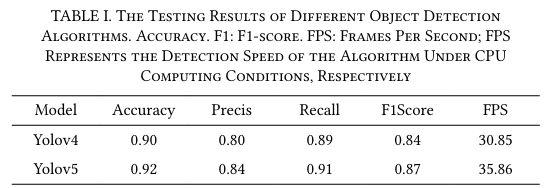 TABLE I. The Testing Results of Different Object Detection
Algorithms. Accuracy. F1: F1-score. FPS: Frames Per Second; FPS
Represents the Detection Speed of the Algorithm Under CPU
Computing Conditions, Respectively
Model Accuracy Precis Recall F1Score FPS
Yolov4 0.90 0.80 0.89 0.84 30.85
Yolov5 0.92 0.84 0.91 0.87 35.86